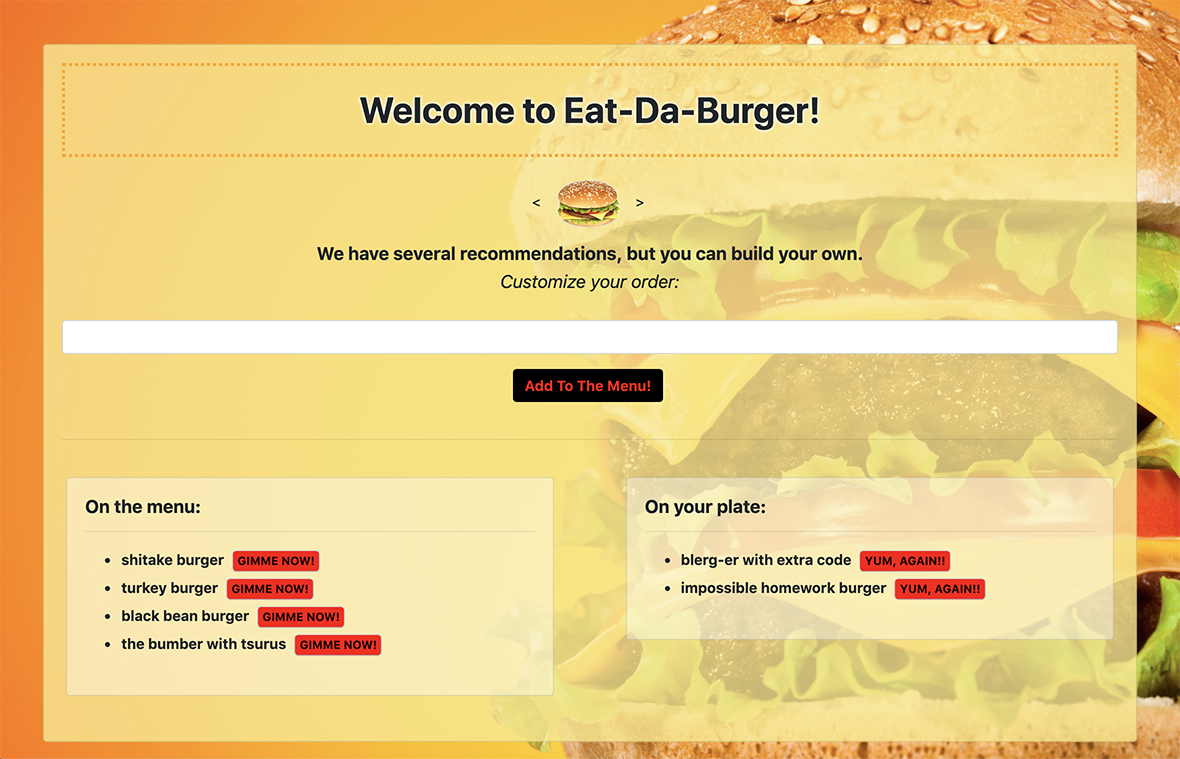 Welcome to Eat-Da-Burger!
< >
We have several recommendations, but you can build your own.
Customize your order:
Add To The Menu!
On the menu:
shitake burger GIMME NOW!
turkey burger GIMME NOW!
black bean burger GIMME NOW!
the bumber with tsurus GIMME NOW!
On your plate:
blerg-er with extra code YUM, AGAIN!!
impossible homework burger YUM, AGAIN!!